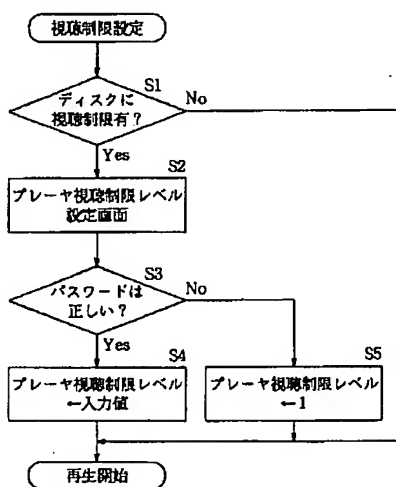 視聴制限設定
S1
ディスクに
視聴制限有？
No
Yes
S2
プレーヤ視聴制限レベル
設定画面
S3
パスワードは
正しい？
No
Yes
S4
プレーヤ視聴制限レベル
←入力値
S5
プレーヤ視聴制限レベル
←1
再生開始